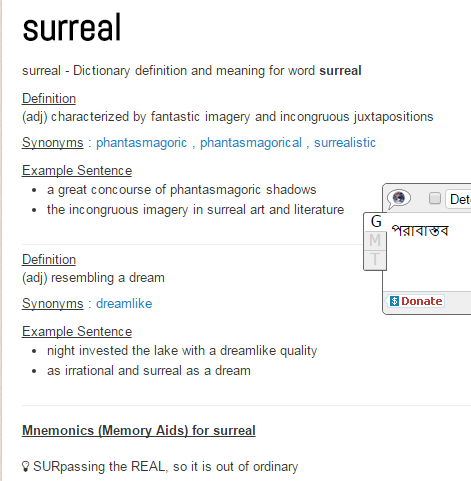 surreal
surreal - Dictionary definition and meaning for word surreal
Definition
(adj) characterized by fantastic imagery and incongruous juxtapositions
Synonyms : phantasmagoric , phantasmagorical , surrealistic
Example Sentence
• a great concourse of phantasmagoric shadows
• the incongruous imagery in surreal art and literature
G
M
T
পরাবাস্তব
Donate
Definition
(adj) resembling a dream
Synonyms : dreamlike
Example Sentence
• night invested the lake with a dreamlike quality
• as irrational and surreal as a dream
Mnemonics (Memory Aids) for surreal
SURpassing the REAL, so it is out of ordinary